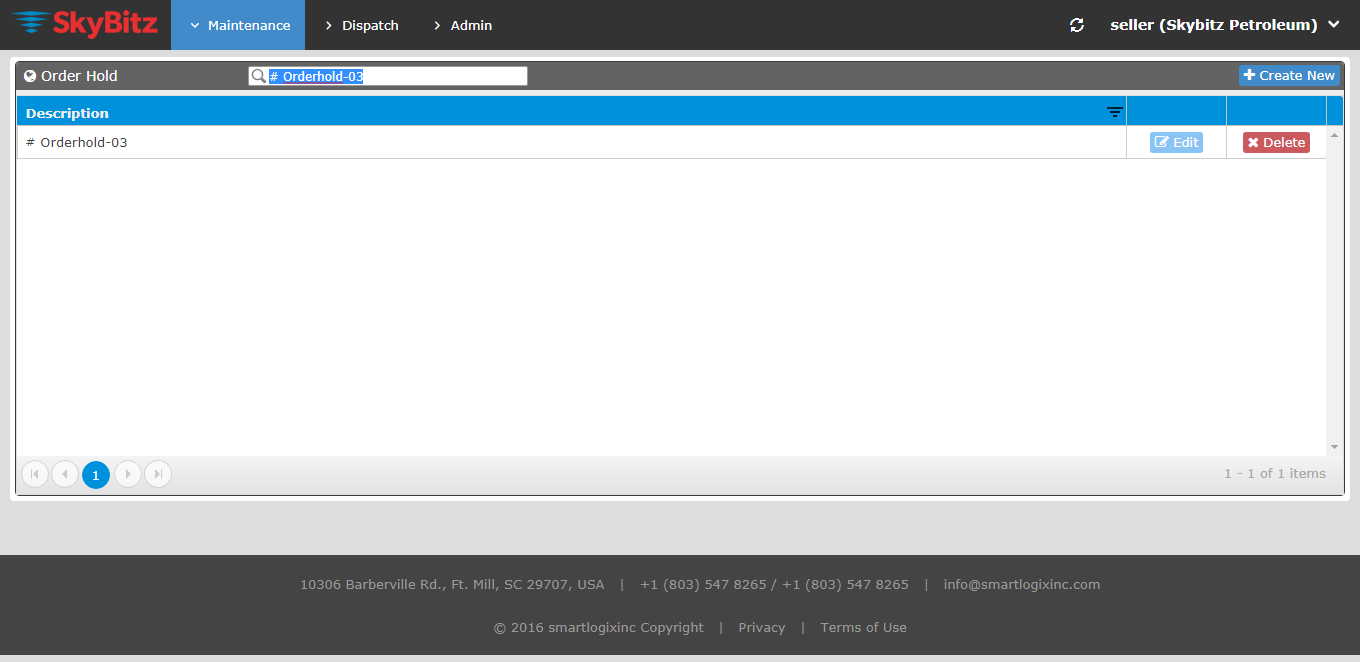 SkyBitz Maintenance Dispatch Admin seller (Skybitz Petroleum)
Order Hold # Orderhold-03 Create New
Description
# Orderhold-03 Edit Delete
1 1 - 1 of 1 items
10306 Barberville Rd., Ft. Mill, SC 29707, USA | +1 (803) 547 8265 / +1 (803) 547 8265 | info@smartlogixinc.com
© 2016 smartlogixinc Copyright | Privacy | Terms of Use